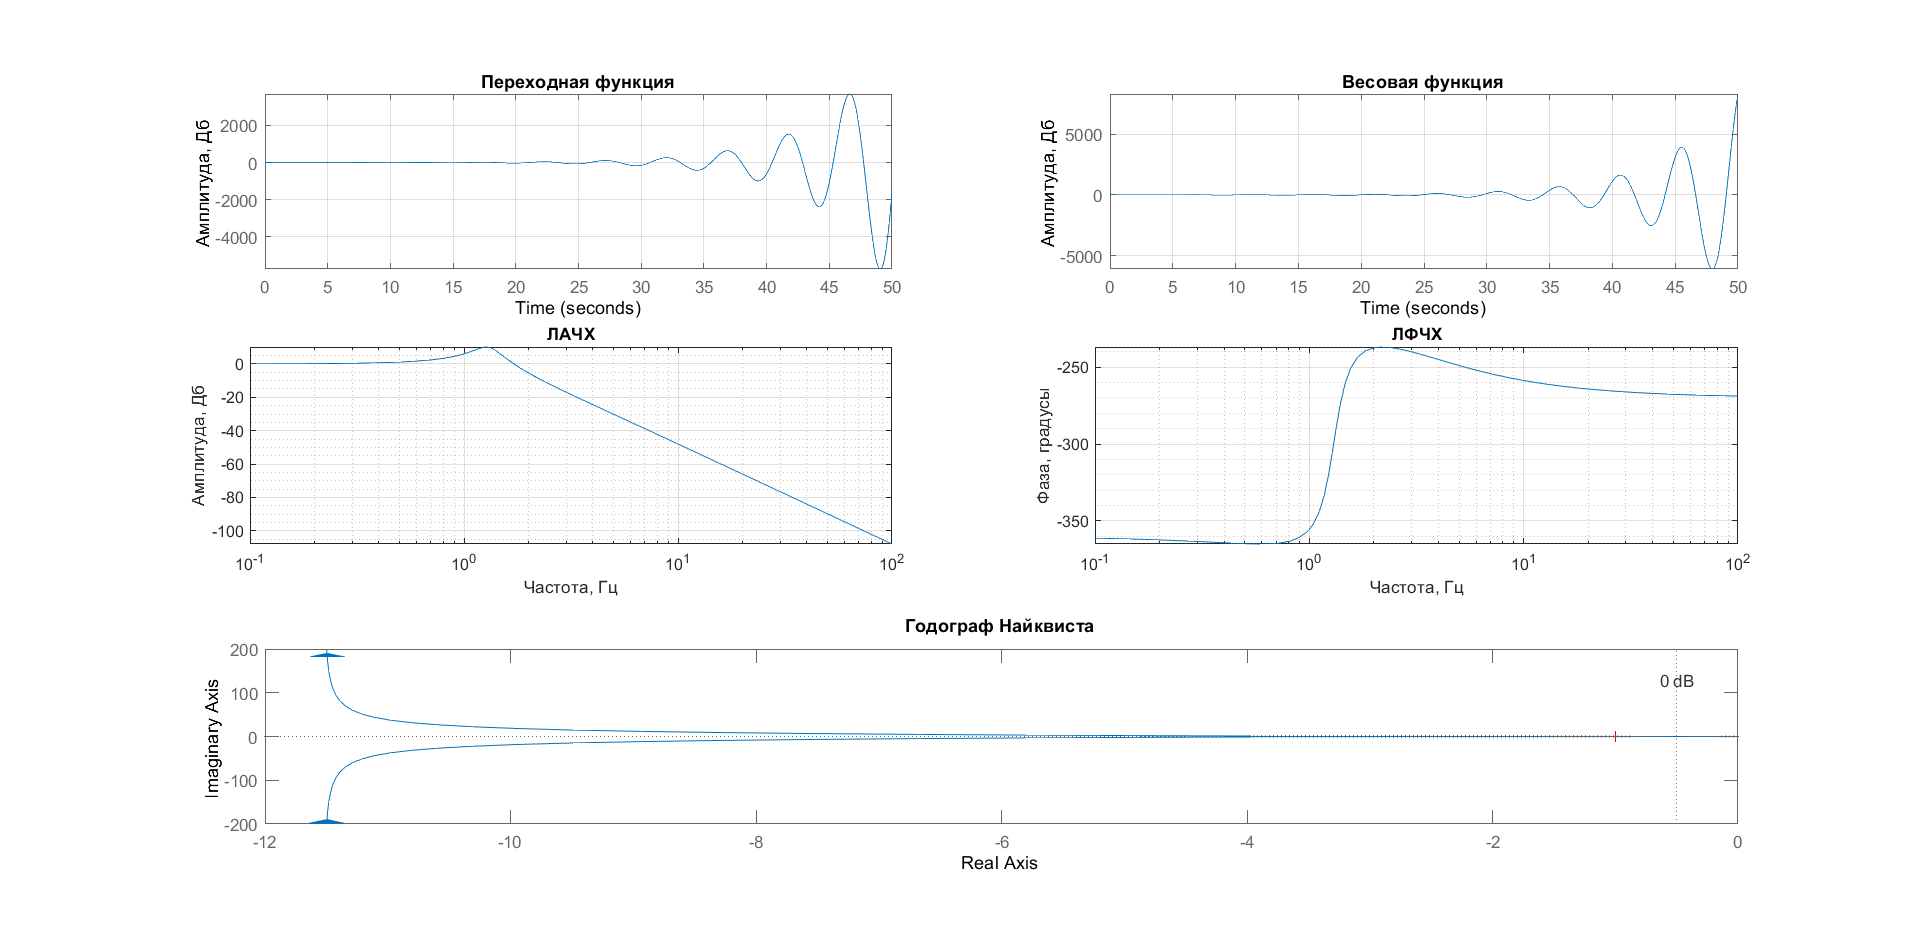 Переходная функция
Амплитуда, Дб
2000
0
-2000
-4000
0 5 10 15 20 25 30 35 40 45 50
Time (seconds)
Весовая функция
Амплитуда, Дб
5000
0
-5000
0 5 10 15 20 25 30 35 40 45 50
Time (seconds)
ЛАЧХ
Амплитуда, Дб
0
-20
-40
-60
-80
-100
10-1 100 101 102
Частота, Гц
ЛФЧХ
Фаза, градусы
-250
-300
-350
10-1 100 101 102
Частота, Гц
Годограф Найквиста
Imaginary Axis
200
100
0
-100
-200
0 dB
-12 -10 -8 -6 -4 -2 0
Real Axis